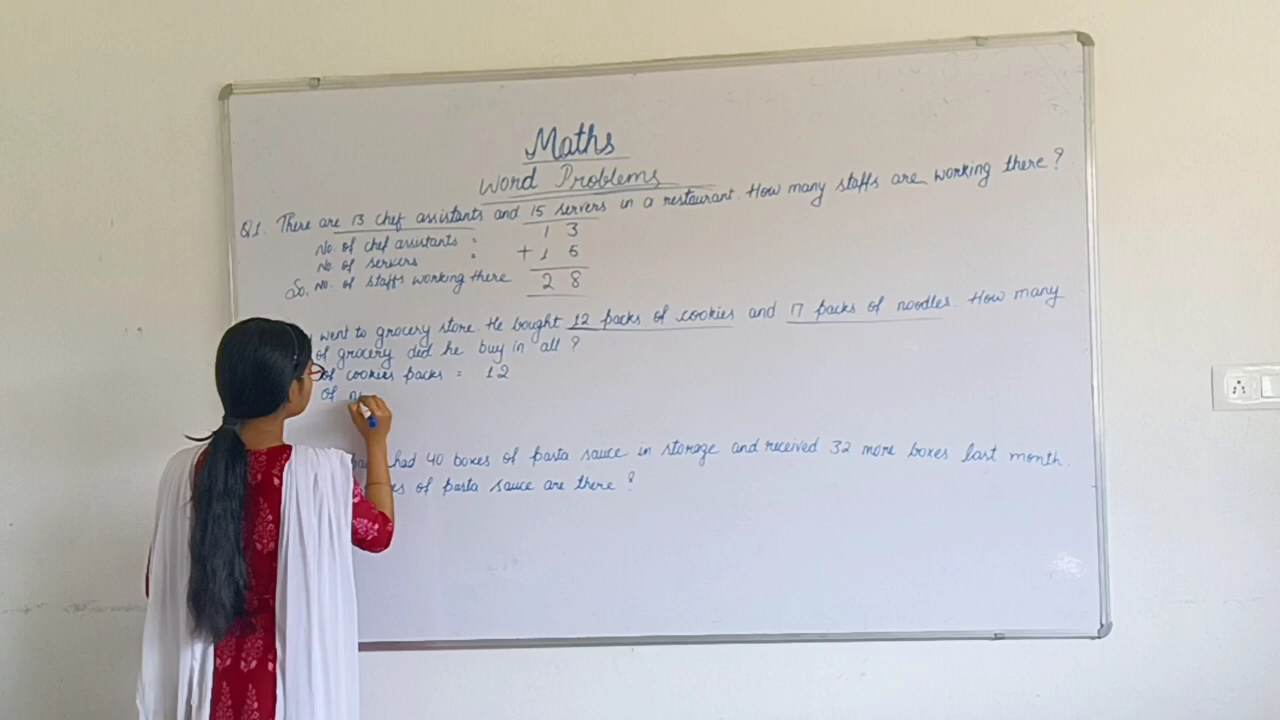 Maths
Word Problems
Q1. There are 13 chef assistants and 15 servers in a restaurant. How many staffs are working there?
No. of chef assistants = 1 3
No. of servers = + 1 5
So, No. of staffs working there 2 8
went to grocery store. He bought 12 packs of cookies and 17 packs of noodles. How many
of grocery did he buy in all?
of cookies packs = 12
of
had 40 boxes of pasta sauce in storage and received 32 more boxes last month.
of pasta sauce are there?